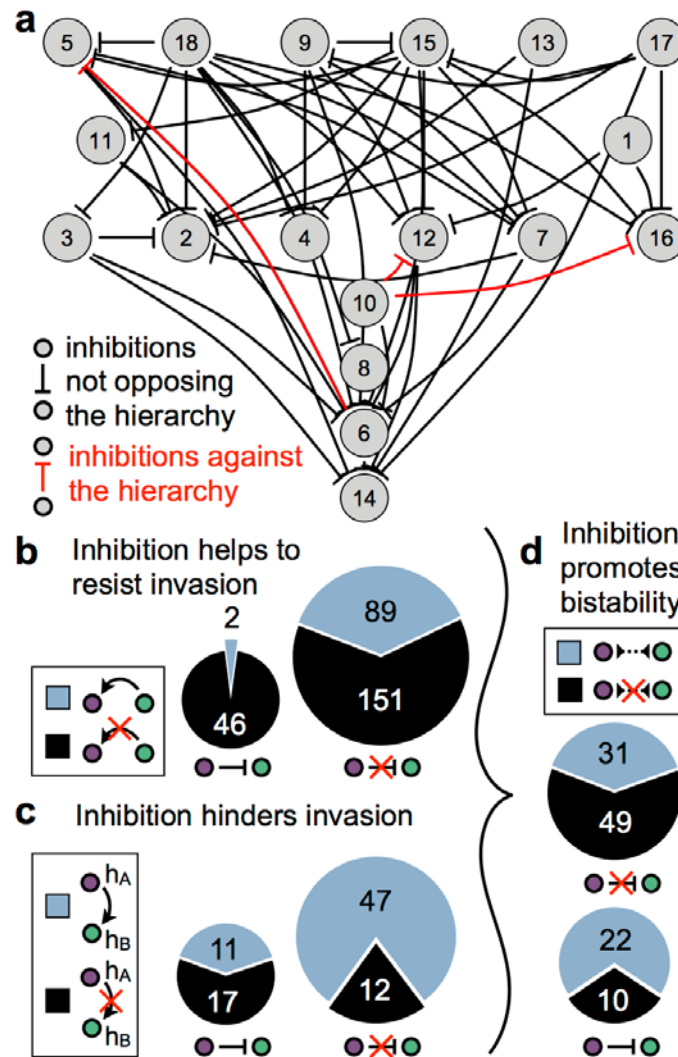 a
5 18 9 15 13 17
11 1
3 2 4 12 7 16
10
8
6
14
inhibitions
not opposing
the hierarchy
inhibitions against
the hierarchy
b Inhibition helps to
resist invasion
2
46
89
151
c Inhibition hinders invasion
hA
hB
hA
hB
11
17
47
12
d Inhibition
promotes
bistability
31
49
22
10